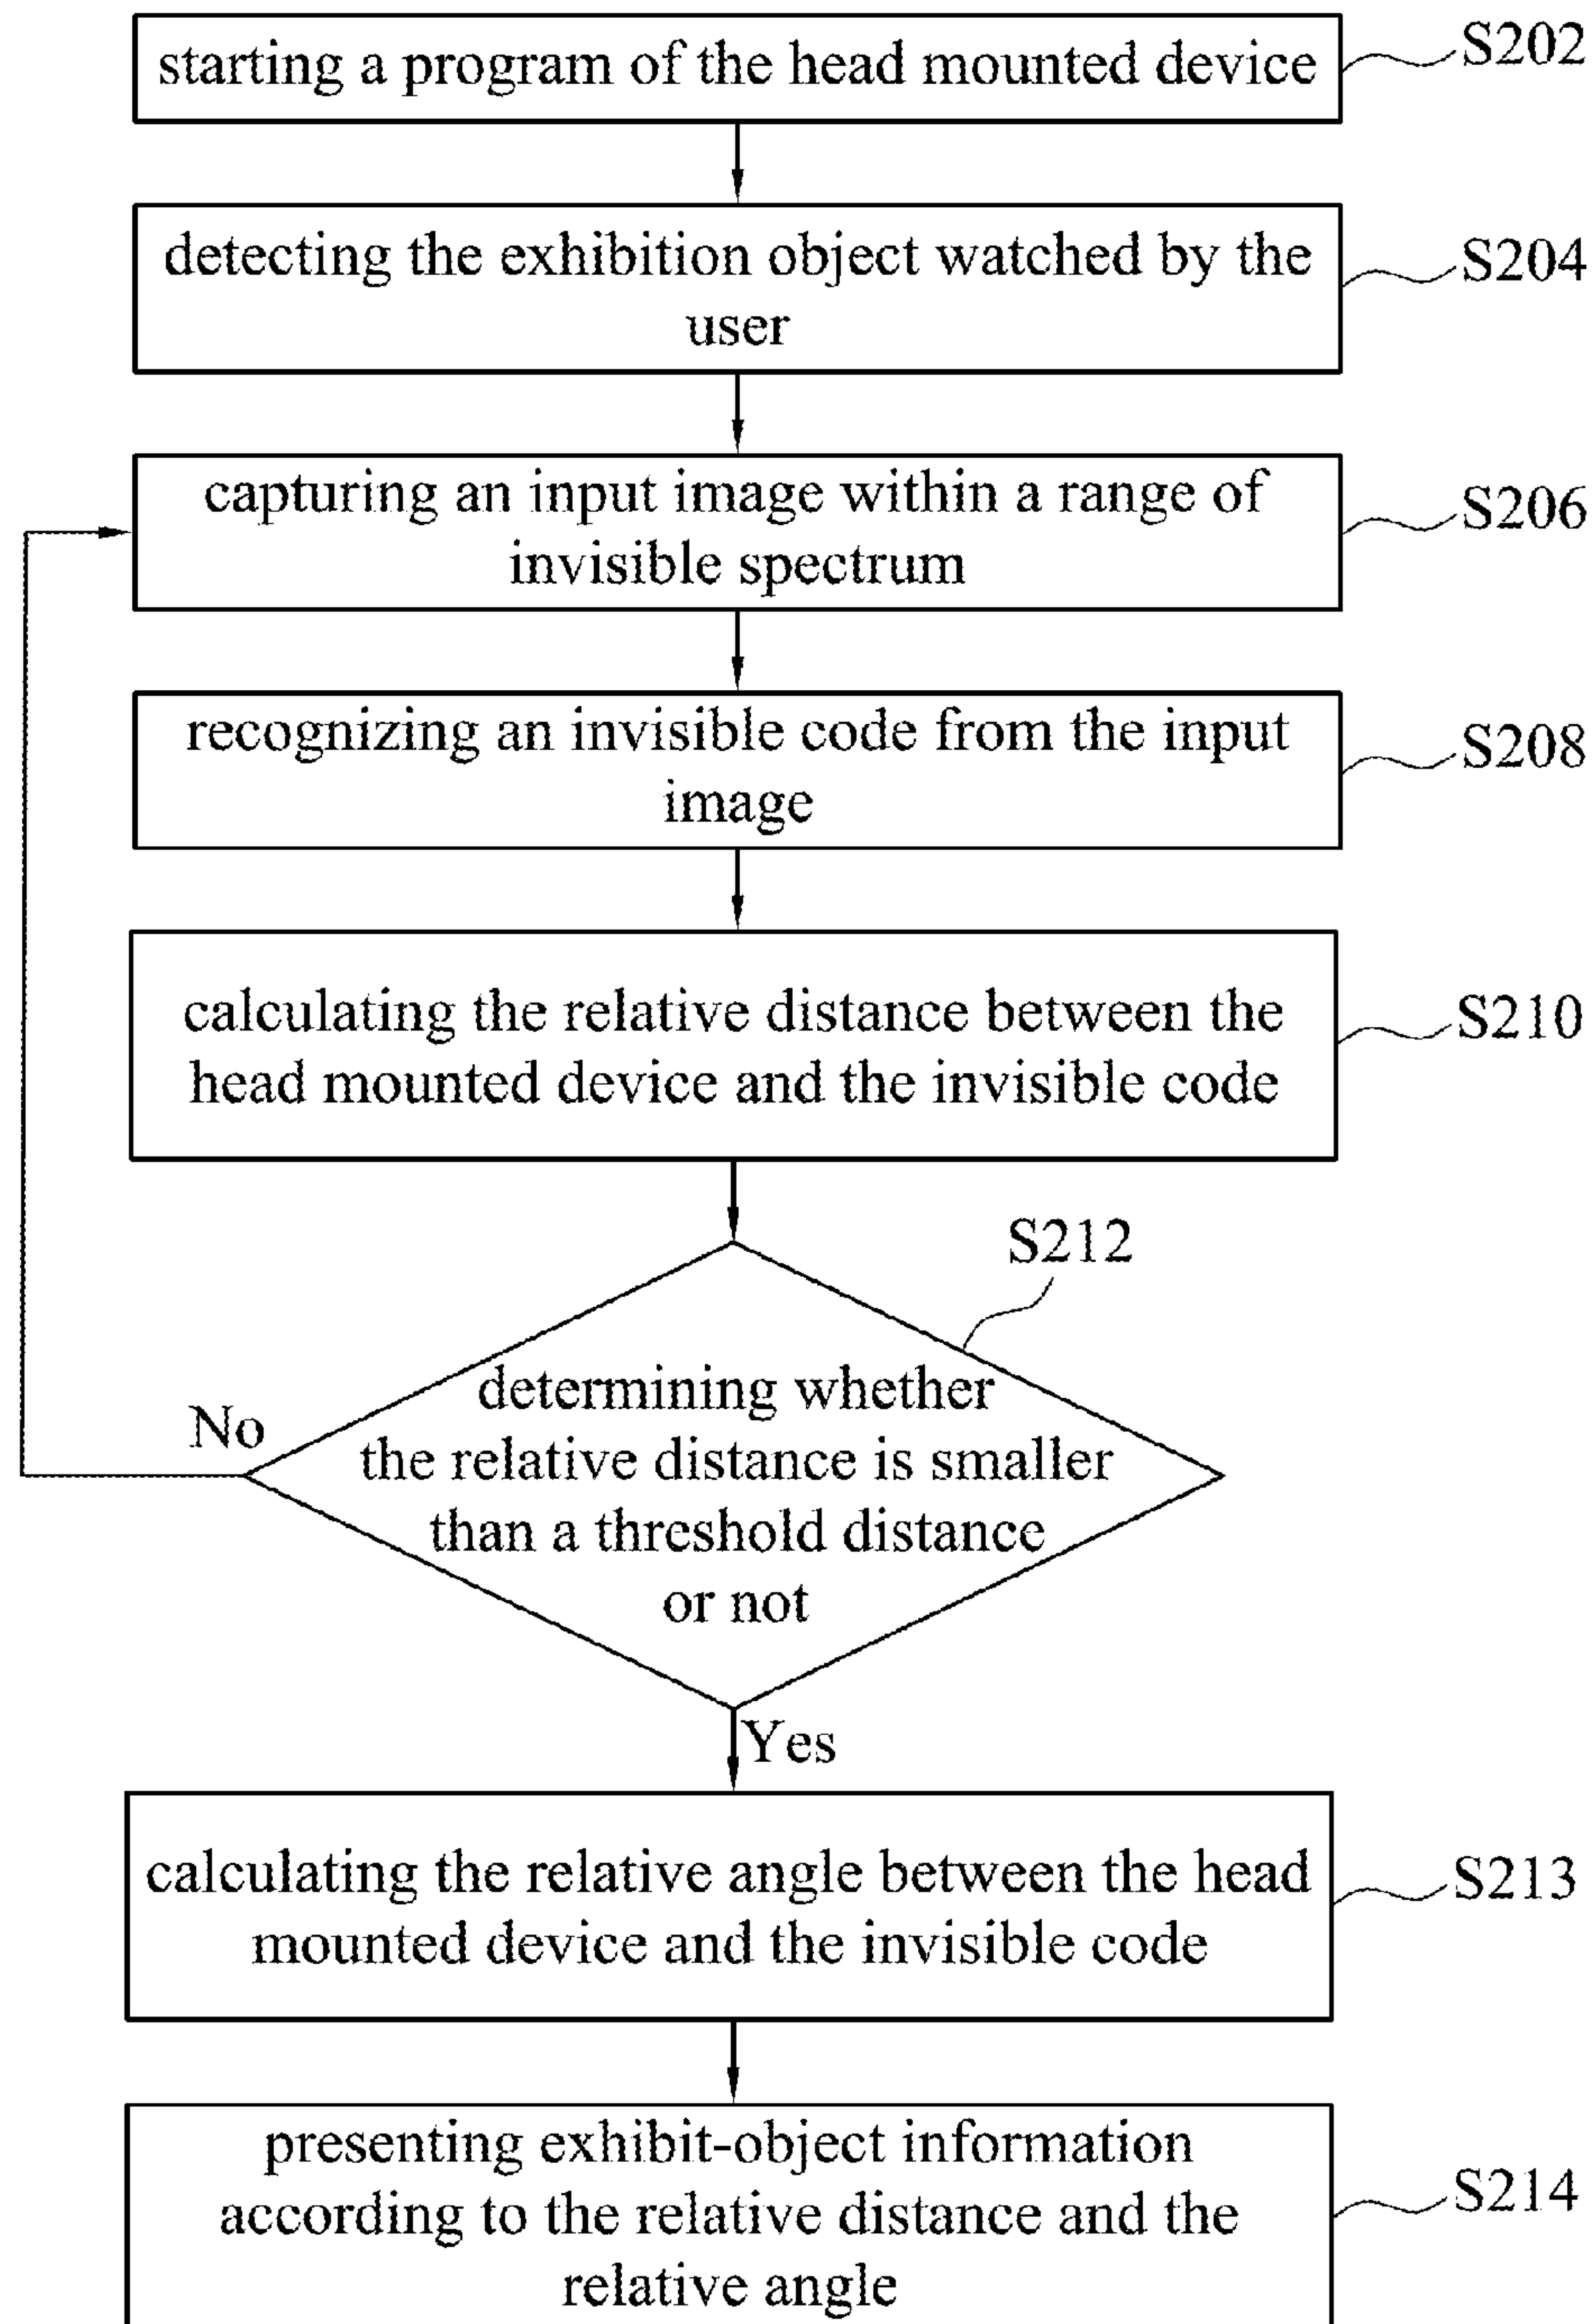 starting a program of the head mounted device
S202
detecting the exhibition object watched by the
user
S204
capturing an input image within a range of
invisible spectrum
S206
recognizing an invisible code from the input
image
S208
calculating the relative distance between the
head mounted device and the invisible code
S210
S212
determining whether
the relative distance is smaller
than a threshold distance
or not
No
Yes
calculating the relative angle between the head
mounted device and the invisible code
S213
presenting exhibit-object information
according to the relative distance and the
relative angle
S214